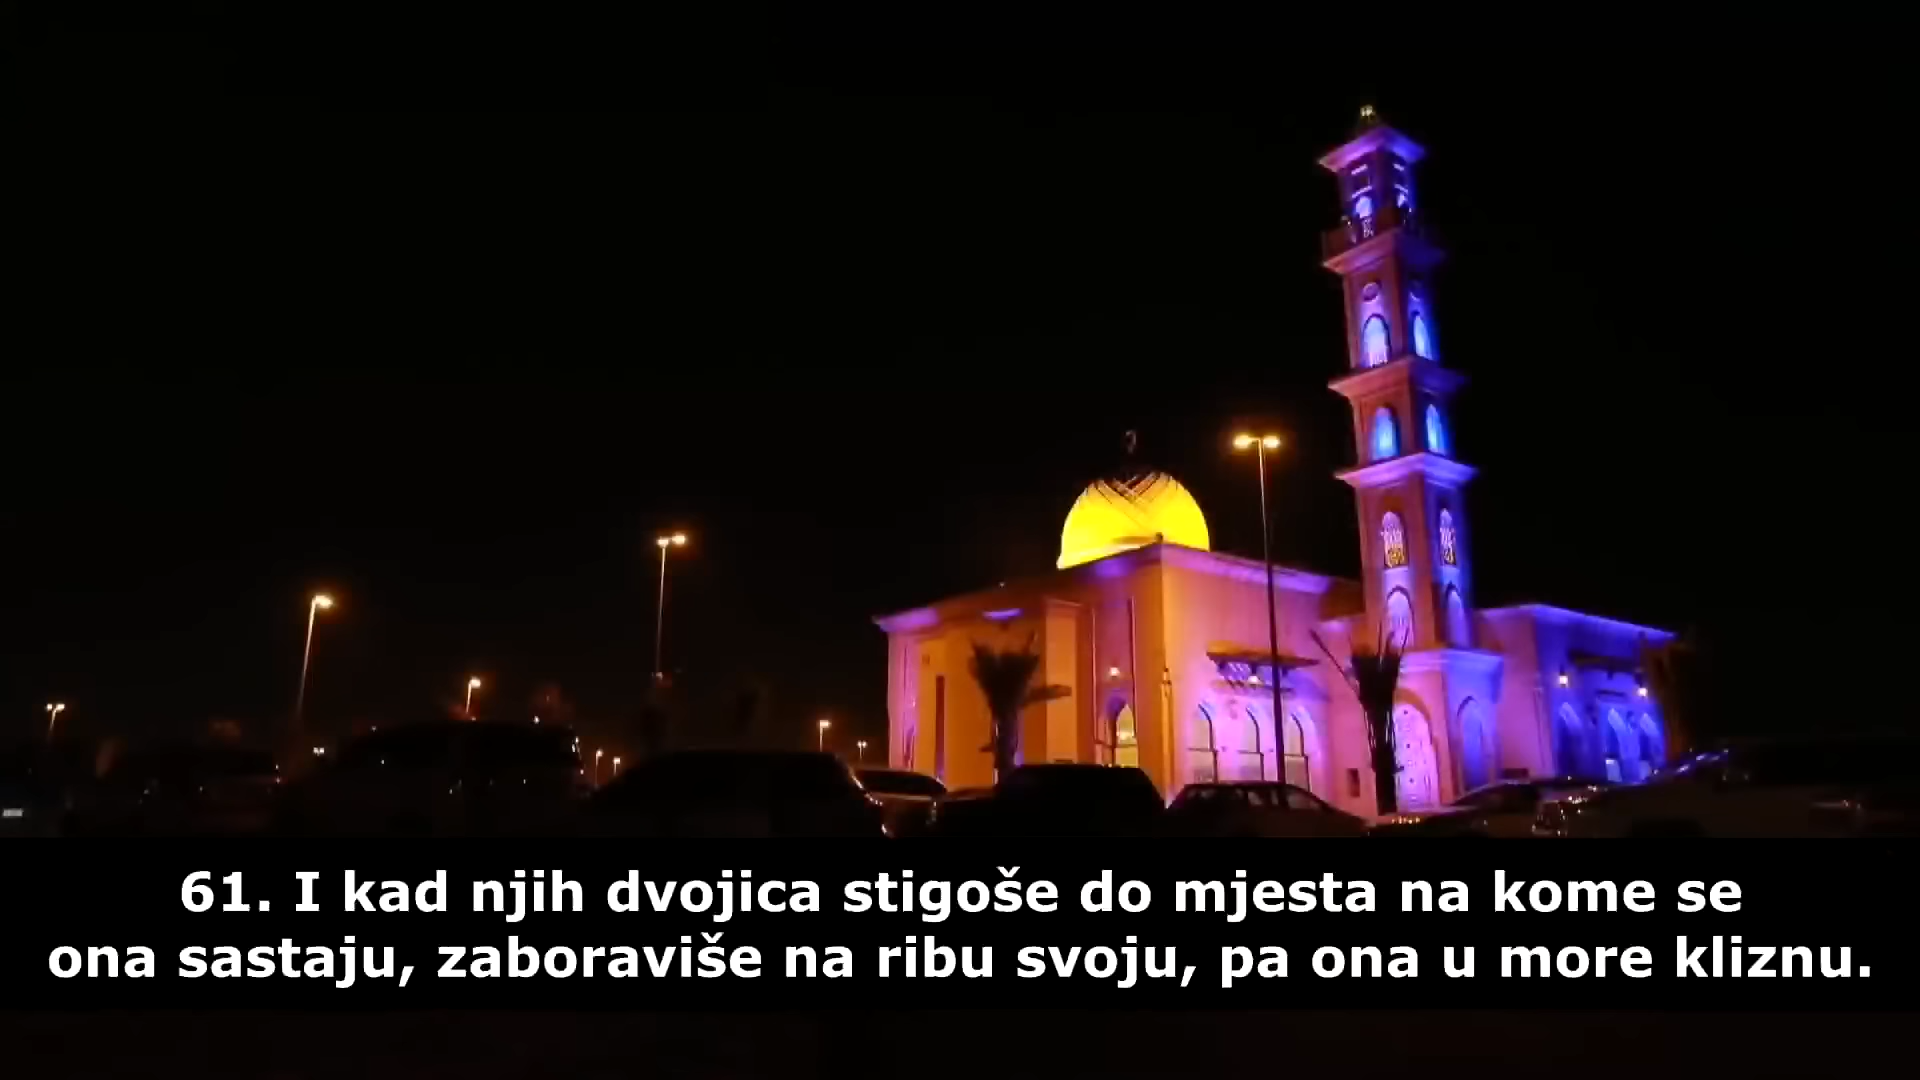 61. I kad njih dvojica stigoše do mjesta na kome se
ona sastaju, zaboraviše na ribu svoju, pa ona u more kliznu.